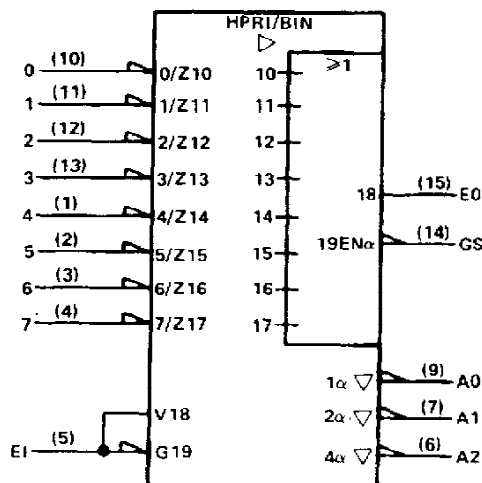 HPRI/BIN
▷
≥1
0 (10) 0/Z10 10
1 (11) 1/Z11 11
2 (12) 2/Z12 12
3 (13) 3/Z13 13
18 (15) E0
4 (1) 4/Z14 14
19ENα (14) GS
5 (2) 5/Z15 15
6 (3) 6/Z16 16
7 (4) 7/Z17 17
1α ▽ (9) A0
V18 2α ▽ (7) A1
EI (5) G19 4α ▽ (6) A2